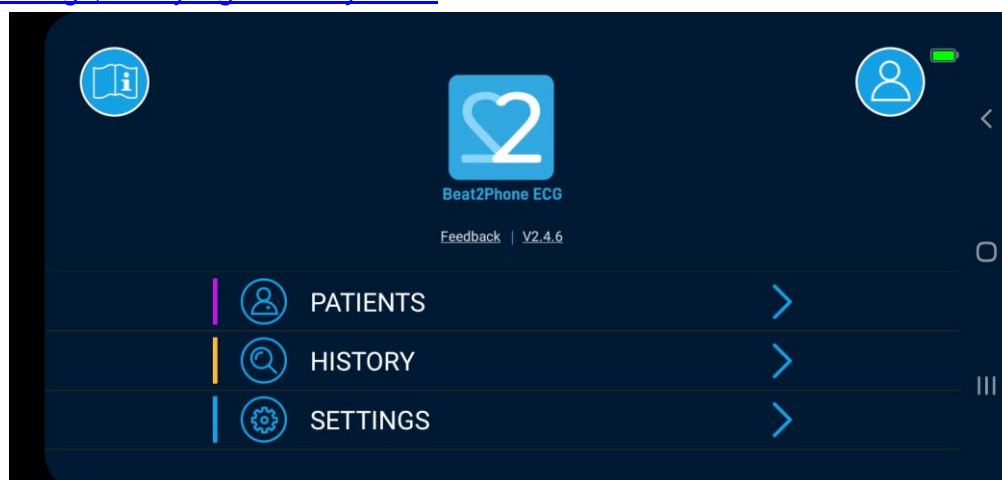 Beat2Phone ECG
Feedback | V2.4.6
PATIENTS
HISTORY
SETTINGS